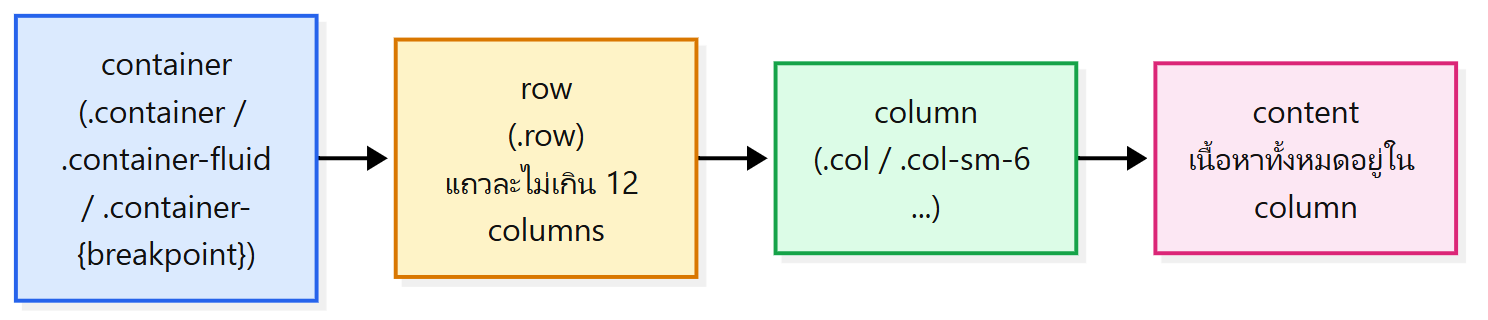 container
(.container /
.container-fluid
/ .container-
{breakpoint})
row
(.row)
แถวละไม่เกิน 12
columns
column
(.col / .col-sm-6
...)
content
เนื้อหาทั้งหมดอยู่ใน
column